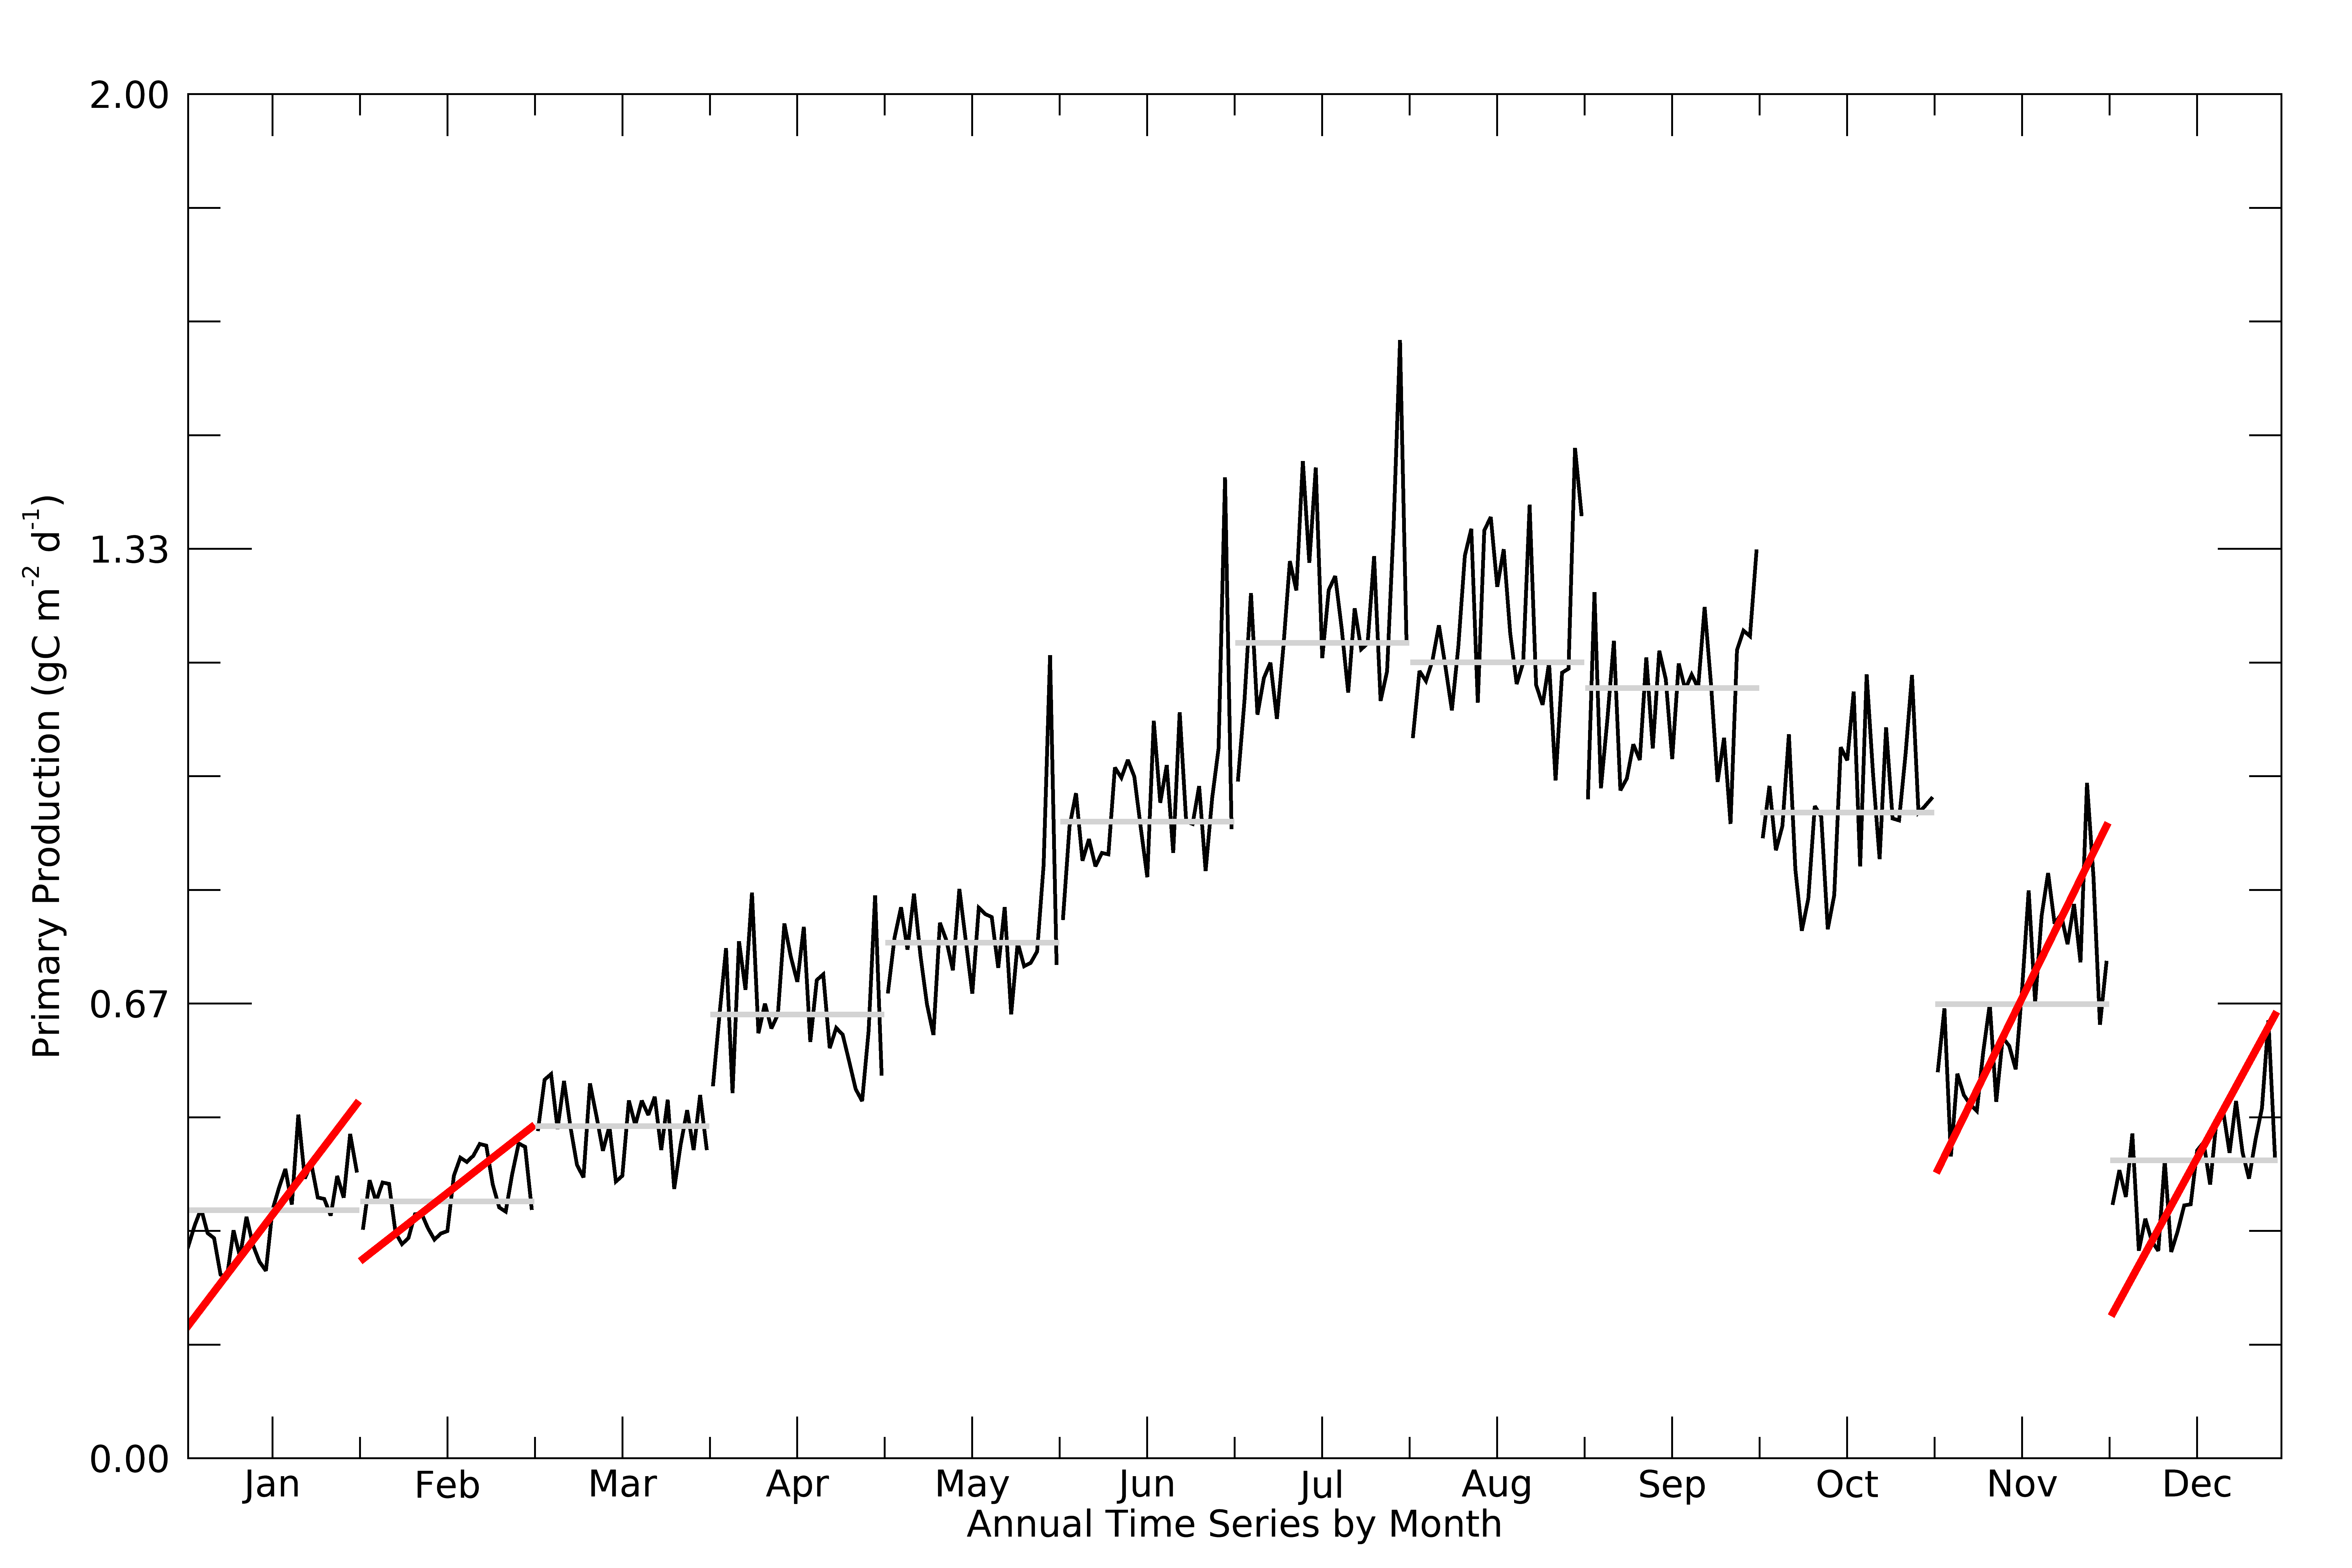 2.00
1.33
0.67
0.00
Primary Production (gC m-2 d-1)
Jan Feb Mar Apr May Jun Jul Aug Sep Oct Nov Dec
Annual Time Series by Month